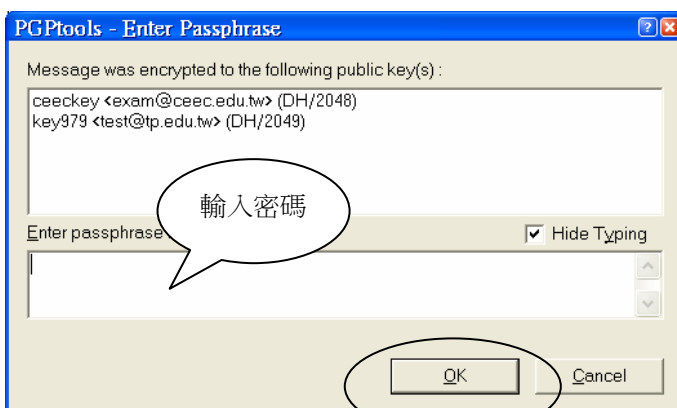 PGPtools - Enter Passphrase
Message was encrypted to the following public key(s) :
ceeckey <exam@ceec.edu.tw> (DH/2048)
key979 <test@tp.edu.tw> (DH/2049)
輸入密碼
Enter passphrase
Hide Typing
OK
Cancel